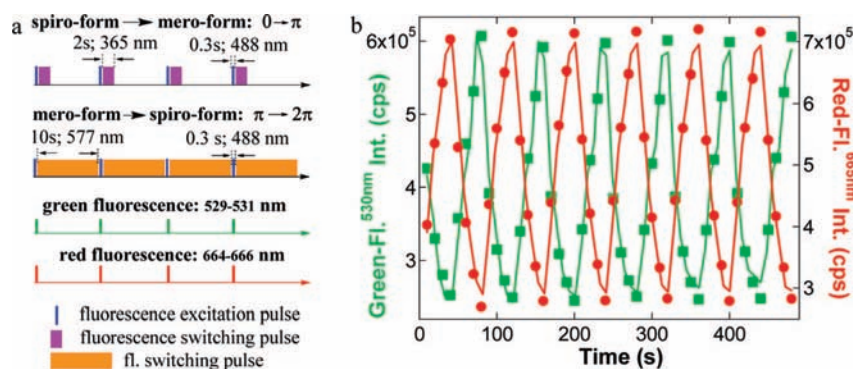 a
spiro-form → mero-form: 0→π
2s; 365 nm
0.3s; 488 nm
mero-form → spiro-form: π→2π
10s; 577 nm
0.3 s; 488 nm
green fluorescence: 529-531 nm
red fluorescence: 664-666 nm
fluorescence excitation pulse
fluorescence switching pulse
fl. switching pulse
b
Green-Fl.530nm Int. (cps)
6x10⁵
5
4
3
7x10⁵
6
5
4
3
Red-Fl.665nm
Int. (cps)
0
100
200
300
400
Time (s)